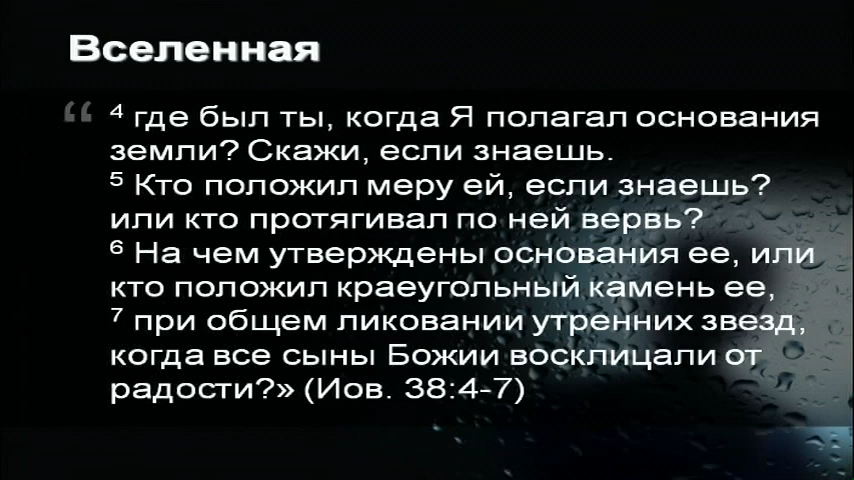 Вселенная
“ ⁴ где был ты, когда Я полагал основания
земли? Скажи, если знаешь.
⁵ Кто положил меру ей, если знаешь?
или кто протягивал по ней вервь?
⁶ На чем утверждены основания ее, или
кто положил краеугольный камень ее,
⁷ при общем ликовании утренних звезд,
когда все сыны Божии восклицали от
радости?» (Иов. 38:4-7)